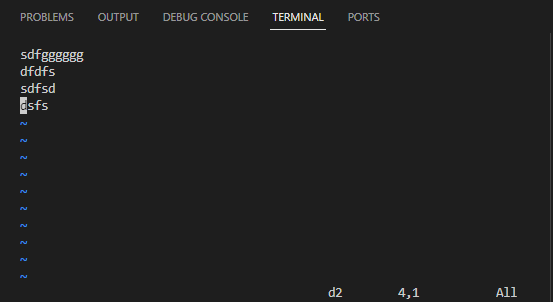 PROBLEMS OUTPUT DEBUG CONSOLE TERMINAL PORTS
sdfgggggg
dfdfs
sdfsd
dsfs
~
~
~
~
~
~
~
~
~
~
d2 4,1 All